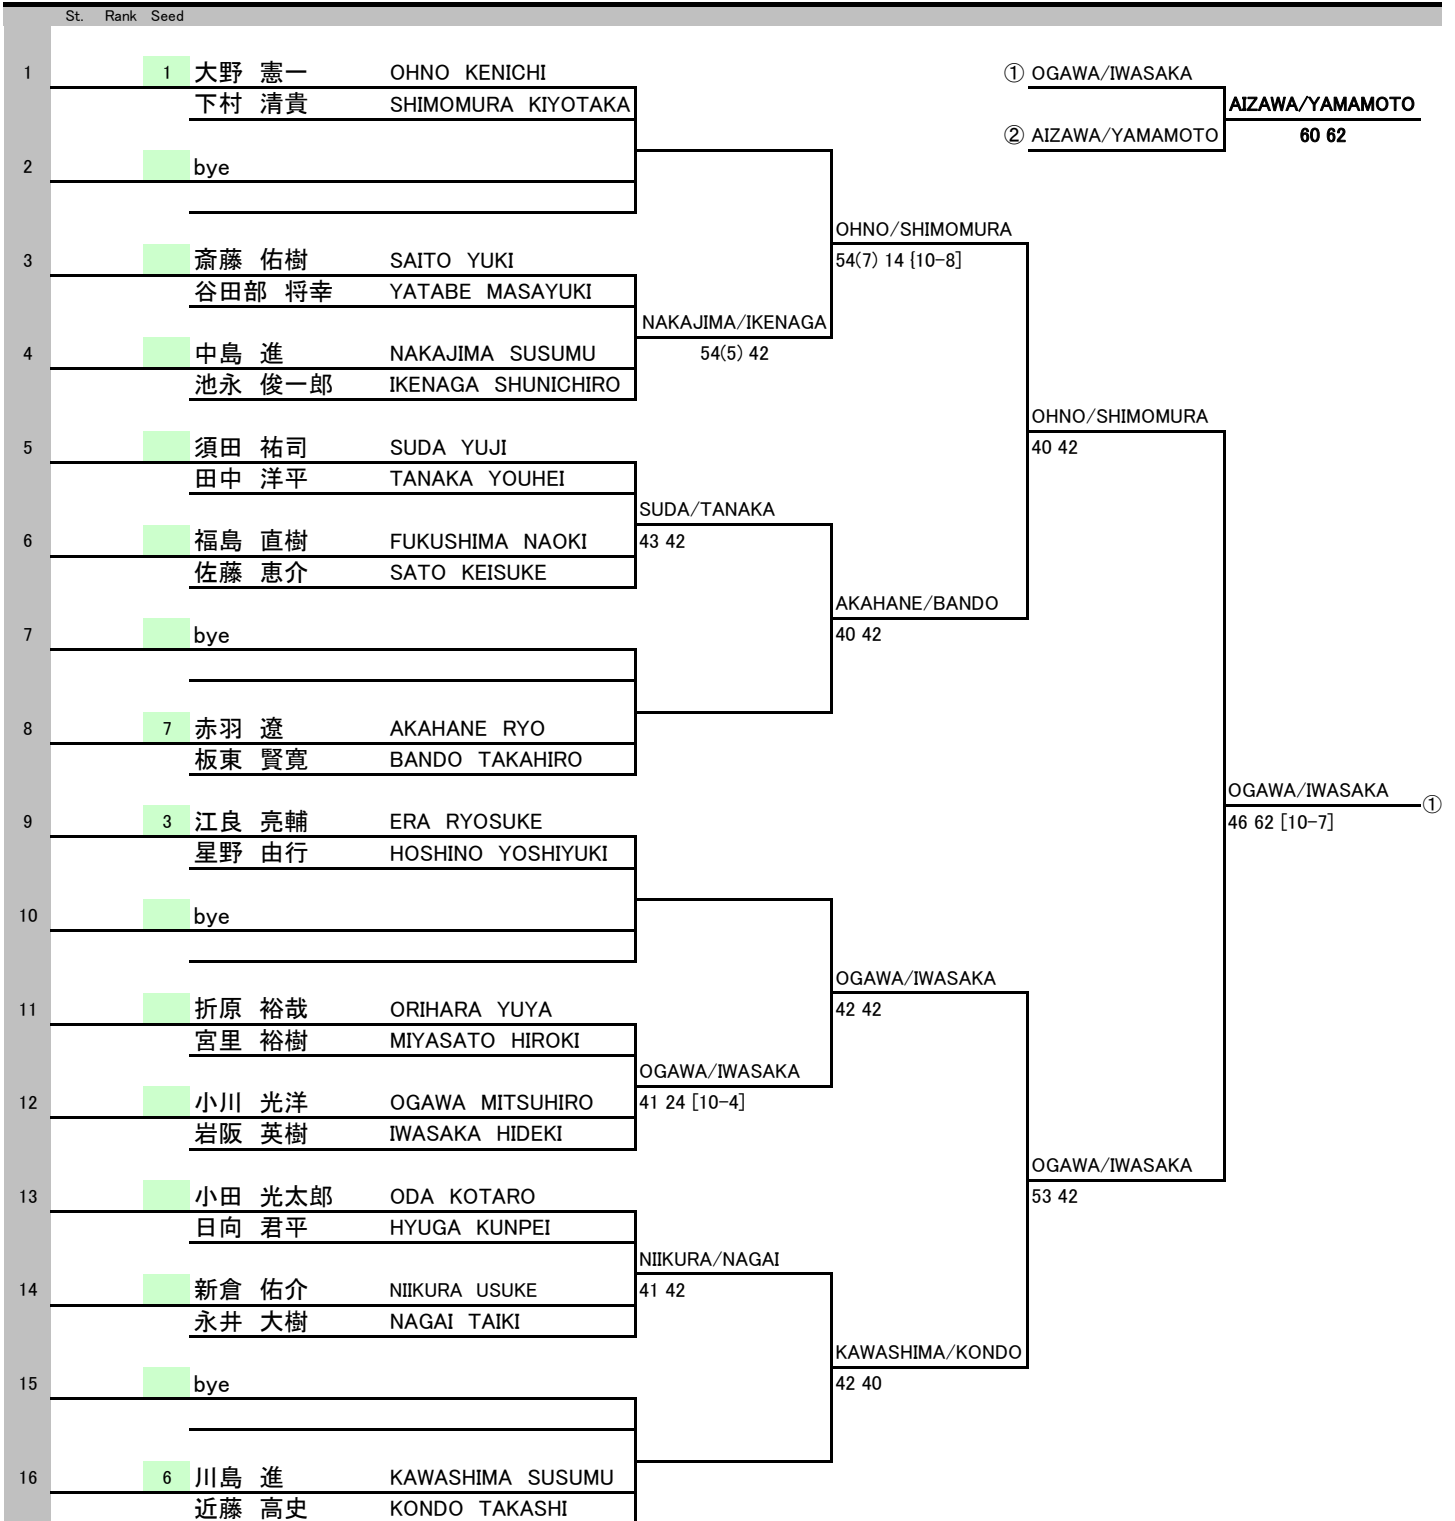 St. Rank Seed
1 1 大野 憲一 OHNO KENICHI ① OGAWA/IWASAKA
下村 清貴 SHIMOMURA KIYOTAKA AIZAWA/YAMAMOTO
② AIZAWA/YAMAMOTO 60 62
2 bye
OHNO/SHIMOMURA
3 斎藤 佑樹 SAITO YUKI 54(7) 14 {10-8]
谷田部 将幸 YATABE MASAYUKI
NAKAJIMA/IKENAGA
4 中島 進 NAKAJIMA SUSUMU 54(5) 42
池永 俊一郎 IKENAGA SHUNICHIRO
OHNO/SHIMOMURA
5 須田 祐司 SUDA YUJI 40 42
田中 洋平 TANAKA YOUHEI
SUDA/TANAKA
6 福島 直樹 FUKUSHIMA NAOKI 43 42
佐藤 恵介 SATO KEISUKE
AKAHANE/BANDO
7 bye 40 42
8 7 赤羽 遼 AKAHANE RYO
板東 賢寛 BANDO TAKAHIRO
OGAWA/IWASAKA ①
9 3 江良 亮輔 ERA RYOSUKE 46 62 [10-7]
星野 由行 HOSHINO YOSHIYUKI
10 bye
OGAWA/IWASAKA
11 折原 裕哉 ORIHARA YUYA 42 42
宮里 裕樹 MIYASATO HIROKI
OGAWA/IWASAKA
12 小川 光洋 OGAWA MITSUHIRO 41 24 [10-4]
岩阪 英樹 IWASAKA HIDEKI
OGAWA/IWASAKA
13 小田 光太郎 ODA KOTARO 53 42
日向 君平 HYUGA KUNPEI
NIIKURA/NAGAI
14 新倉 佑介 NIIKURA USUKE 41 42
永井 大樹 NAGAI TAIKI
KAWASHIMA/KONDO
15 bye 42 40
16 6 川島 進 KAWASHIMA SUSUMU
近藤 高史 KONDO TAKASHI